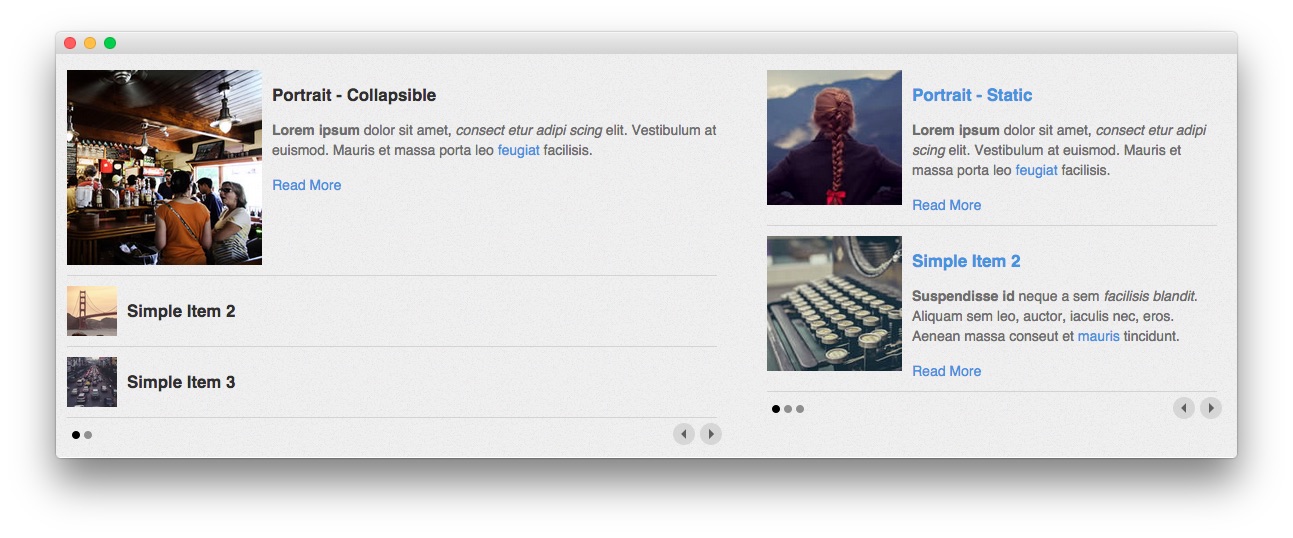 Portrait - Collapsible
Lorem ipsum dolor sit amet, consect etur adipi scing elit. Vestibulum at
euismod. Mauris et massa porta leo feugiat facilisis.
Read More
Simple Item 2
Simple Item 3
Portrait - Static
Lorem ipsum dolor sit amet, consect etur adipi
scing elit. Vestibulum at euismod. Mauris et
massa porta leo feugiat facilisis.
Read More
Simple Item 2
Suspendisse id neque a sem facilisis blandit.
Aliquam sem leo, auctor, iaculis nec, eros.
Aenean massa conseut et mauris tincidunt.
Read More